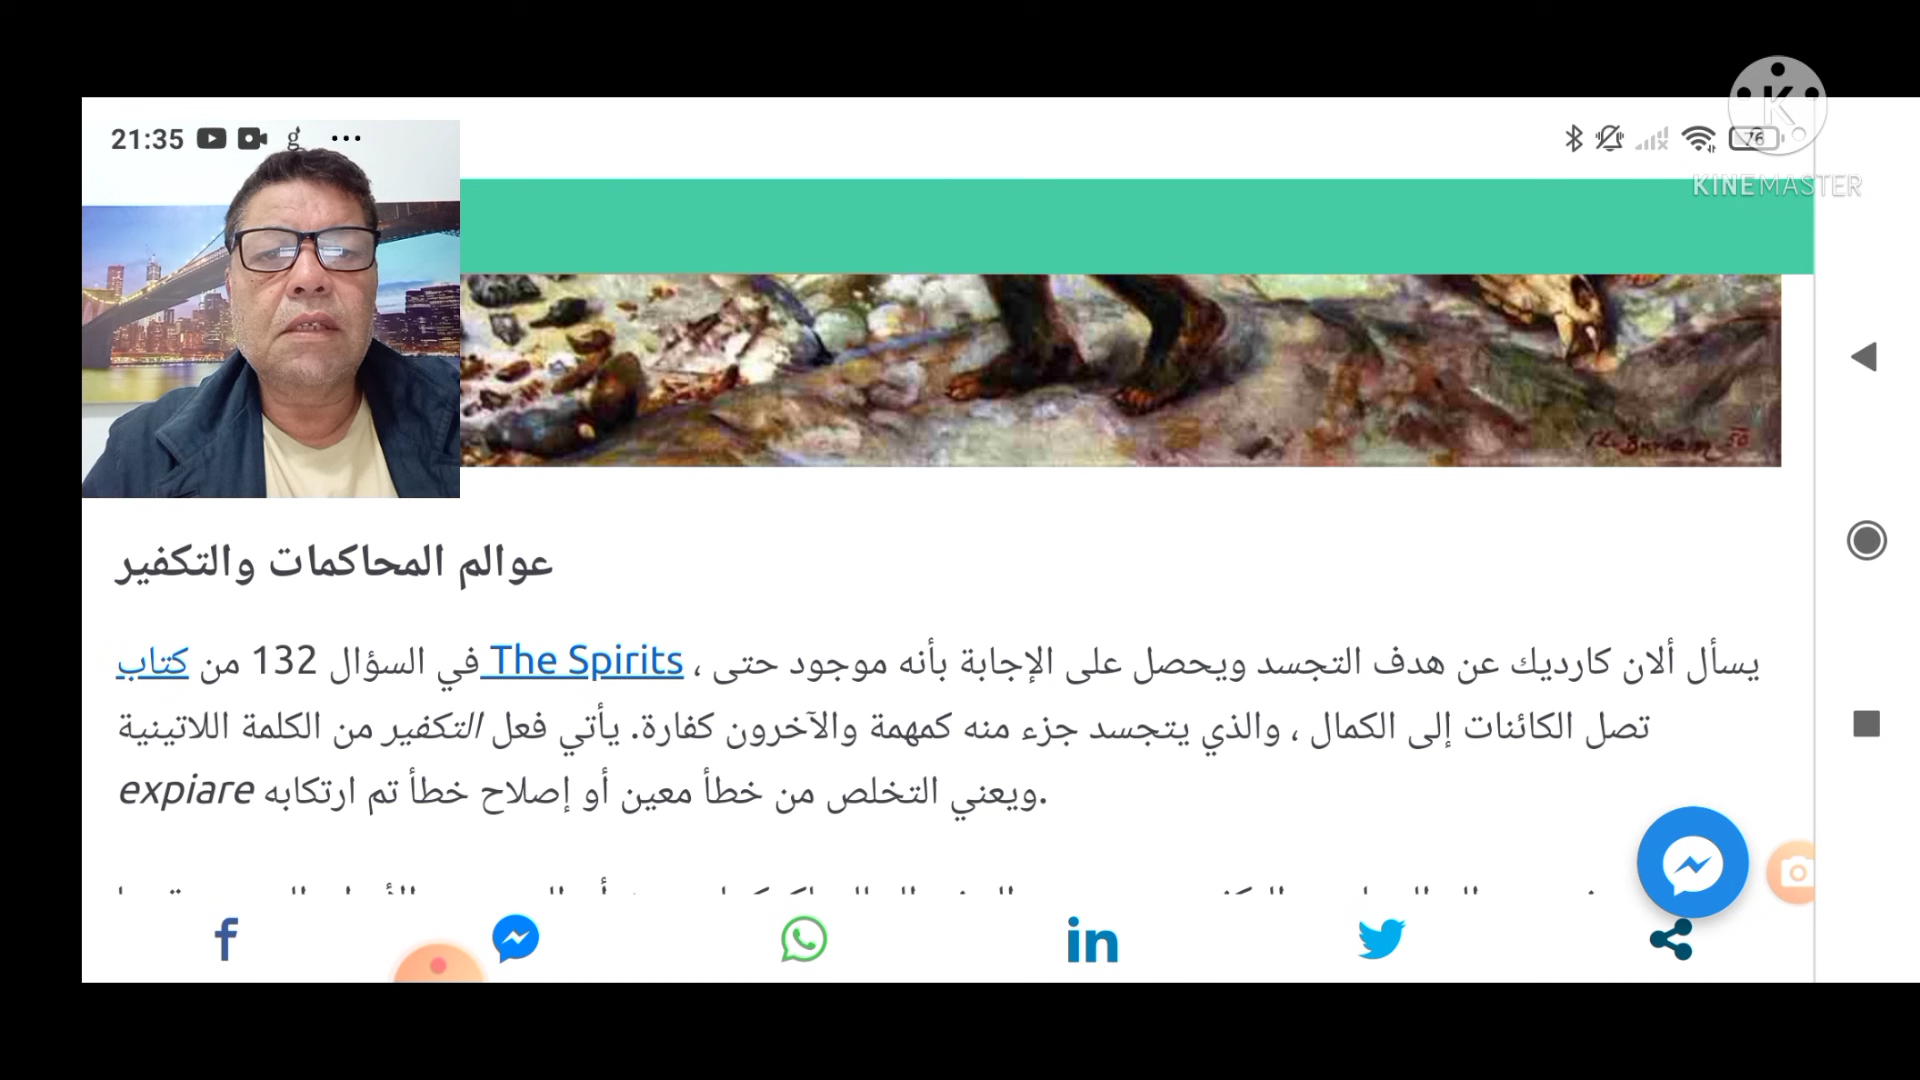 21:35
76
KINEMASTER
عوالم المحاكمات والتكفير
يسأل ألان كارديك عن هدف التجسد ويحصل على الإجابة بأنه موجود حتى ، The Spirits في السؤال 132 من كتاب
تصل الكائنات إلى الكمال ، والذي يتجسد جزء منه كمهمة والآخرون كفارة. يأتي فعل التكفير من الكلمة اللاتينية
expiare ويعني التخلص من خطأ معين أو إصلاح خطأ تم ارتكابه.